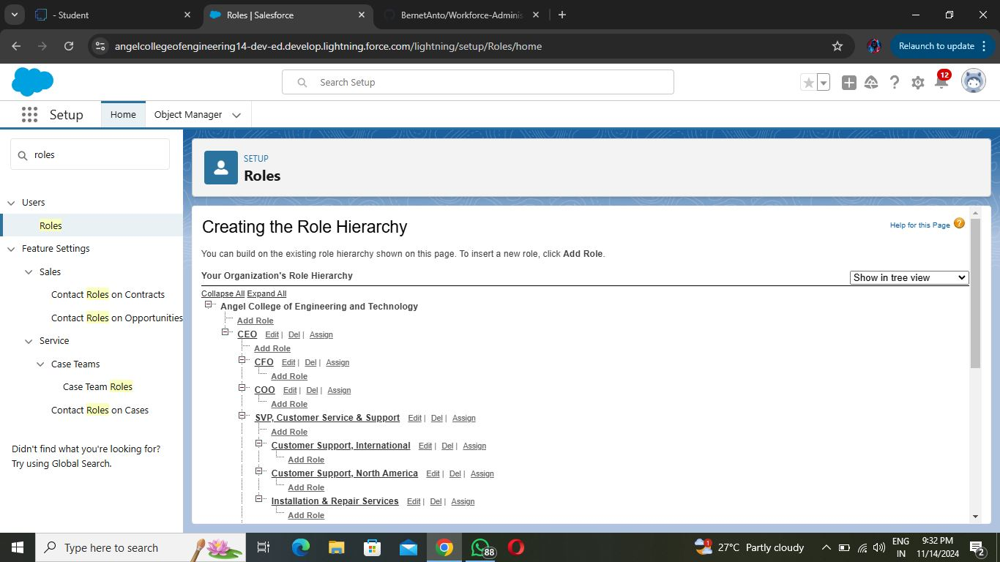 - Student
Roles | Salesforce
BernetAnto/Workforce-Adminis
angelcollegeofengineering14-dev-ed.develop.lightning.force.com/lightning/setup/Roles/home
Relaunch to update
Search Setup
12
Setup
Home
Object Manager
roles
Users
Roles
Feature Settings
Sales
Contact Roles on Contracts
Contact Roles on Opportunities
Service
Case Teams
Case Team Roles
Contact Roles on Cases
Didn't find what you're looking for?
Try using Global Search.
SETUP
Roles
Creating the Role Hierarchy
Help for this Page ?
You can build on the existing role hierarchy shown on this page. To insert a new role, click Add Role.
Your Organization's Role Hierarchy
Show in tree view
Collapse All Expand All
Angel College of Engineering and Technology
Add Role
CEO Edit | Del | Assign
Add Role
CFO Edit | Del | Assign
Add Role
COO Edit | Del | Assign
Add Role
SVP, Customer Service & Support Edit | Del | Assign
Add Role
Customer Support, International Edit | Del | Assign
Add Role
Customer Support, North America Edit | Del | Assign
Add Role
Installation & Repair Services Edit | Del | Assign
Add Role
Type here to search
88
1
27°C Partly cloudy
ENG
IN
9:32 PM
11/14/2024
2